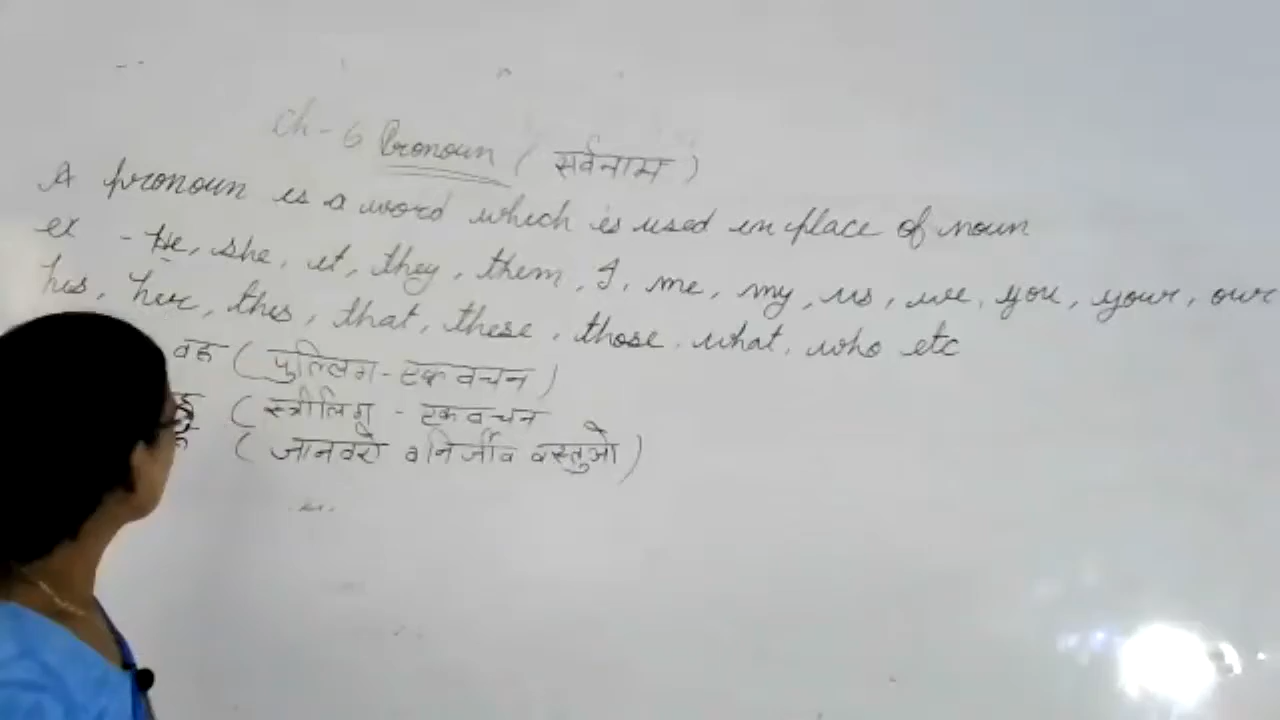 Ch-6 Pronoun (सर्वनाम)
A pronoun is a word which is used in place of noun
ex - He, she, it, they, them, I, me, my, us, we, you, your, our
his, her, this, that, these, those, what, who etc
वह (पुल्लिग - एकवचन)
(स्त्रीलिग - एकवचन
(जानवरो व निर्जीव वस्तुओ)